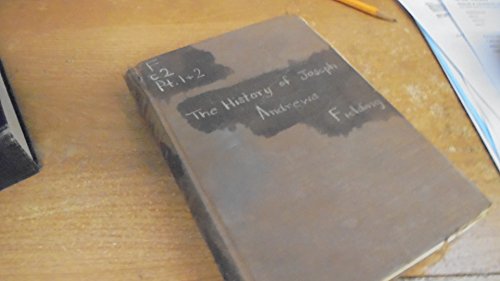 F
c2
Pt. 1+2
The History of Joseph
Andrews
Fielding